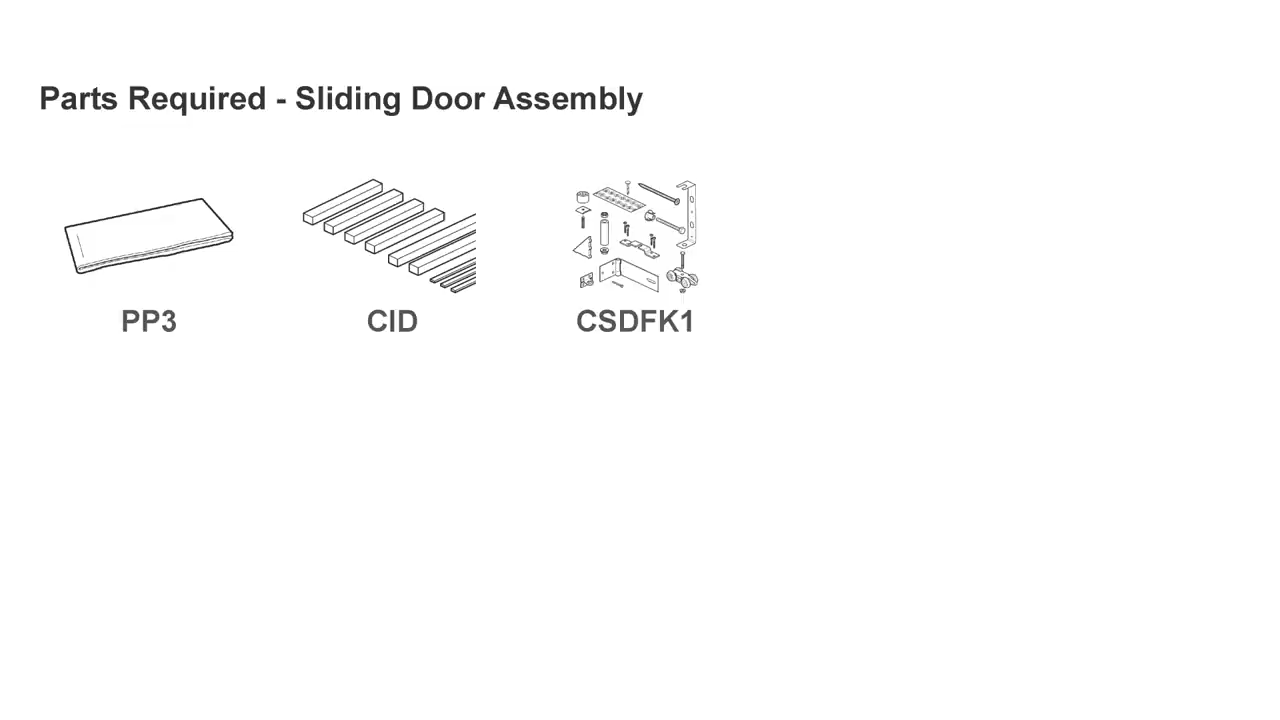 Parts Required - Sliding Door Assembly
PP3
CID
CSDFK1